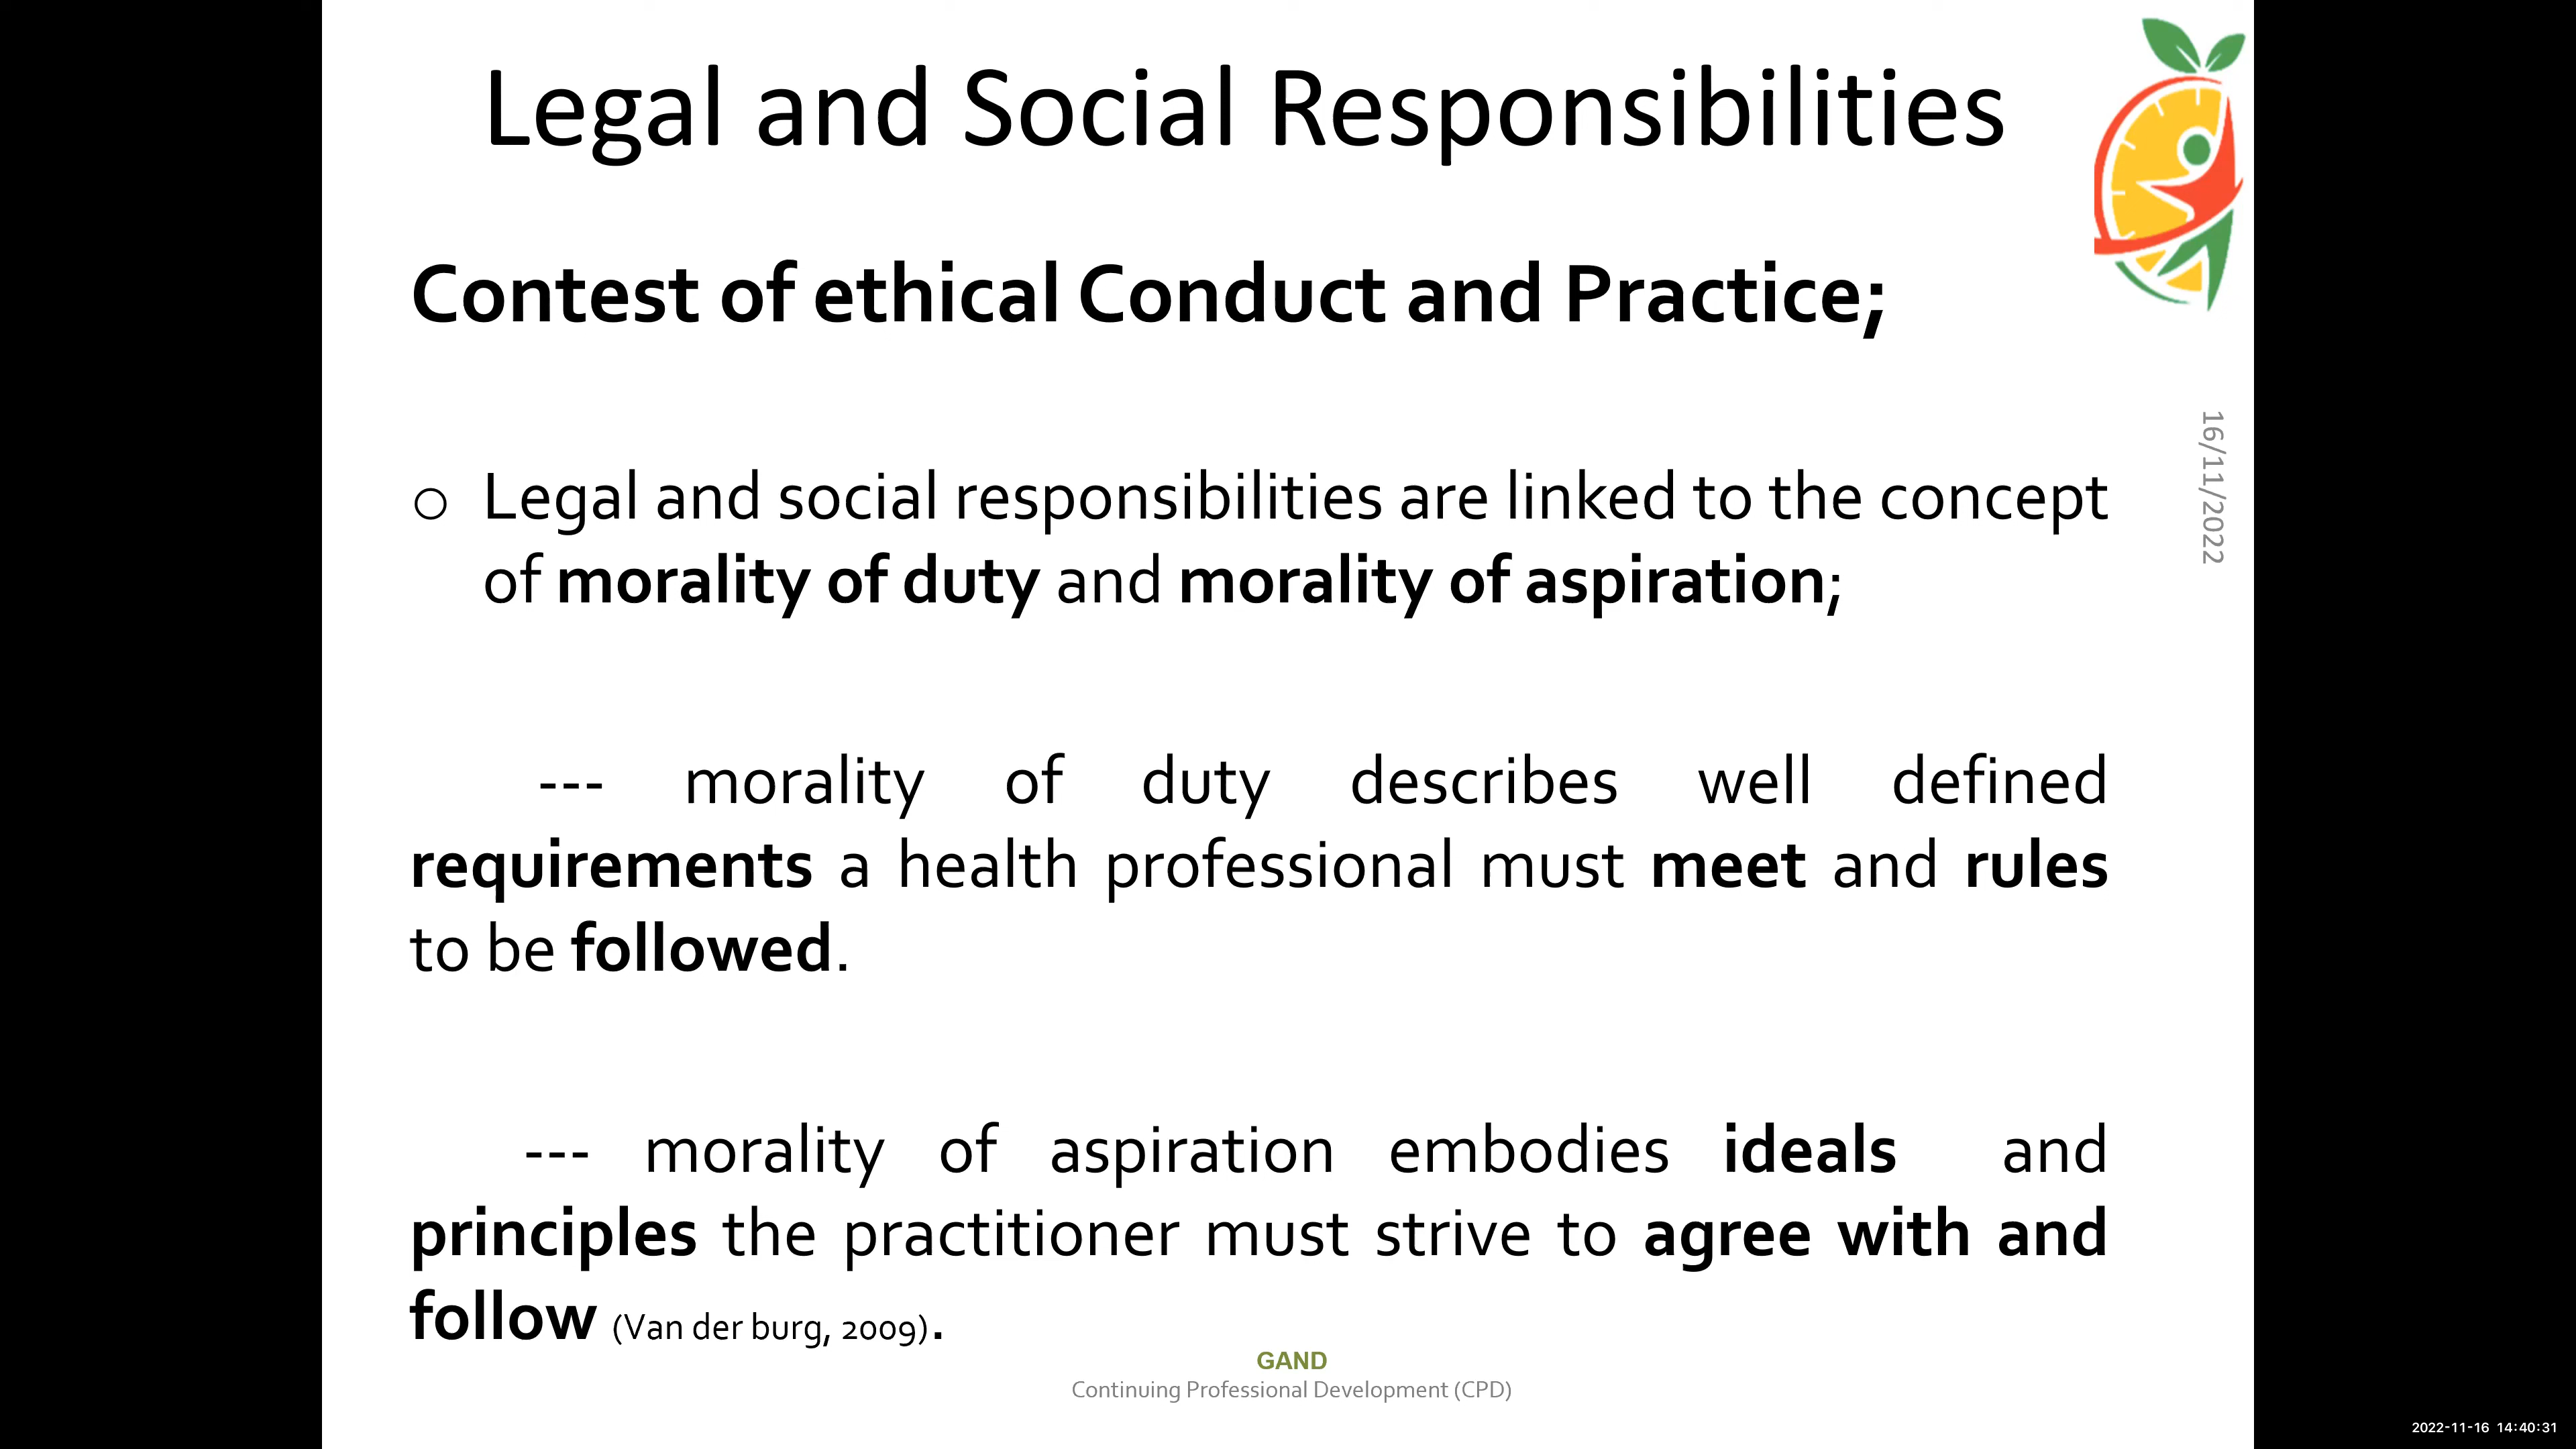 Legal and Social Responsibilities
Contest of ethical Conduct and Practice;
16/11/2022
o Legal and social responsibilities are linked to the concept
of morality of duty and morality of aspiration;
--- morality of duty describes well defined
requirements a health professional must meet and rules
to be followed.
--- morality of aspiration embodies ideals and
principles the practitioner must strive to agree with and
follow (Van der burg, 2009).
GAND
Continuing Professional Development (CPD)
2022-11-16 14:40:31